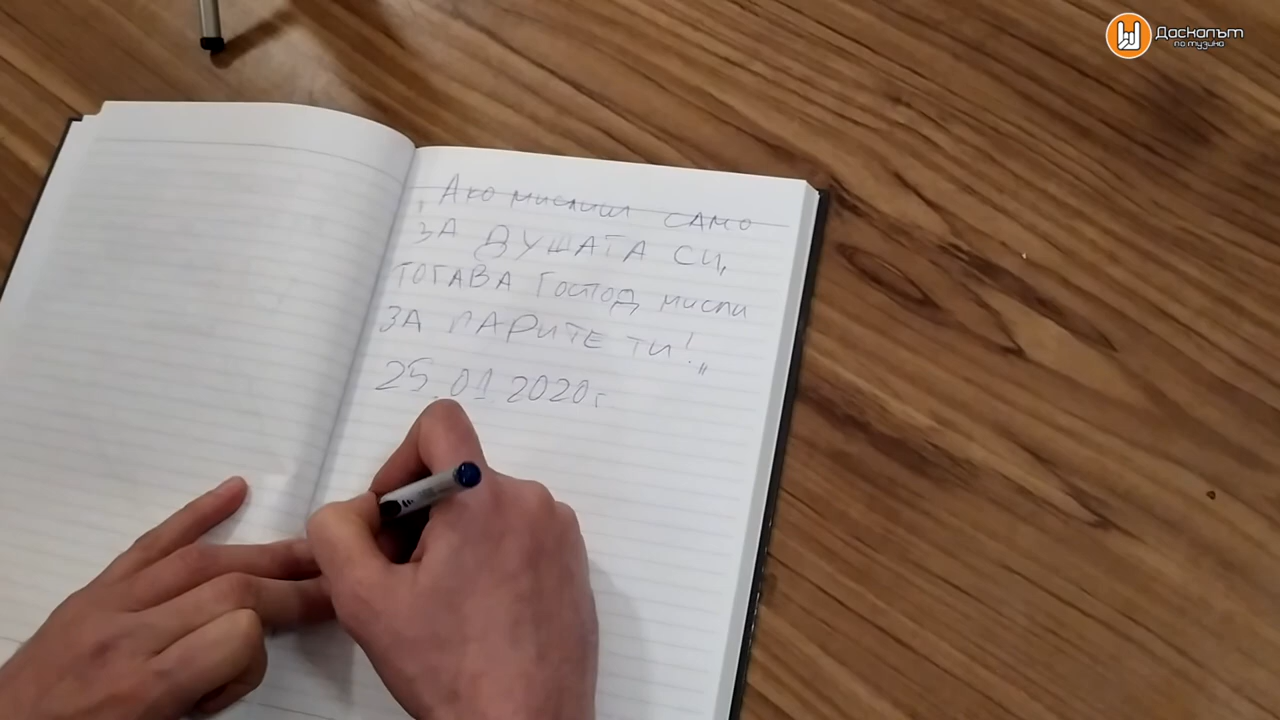 Даскалът
по музика
„Ако мислиш само
ЗА ДУШАТА СИ,
ТОГАВА Господ мисли
ЗА ПАРИТЕ ТИ!„
25.01.2020г